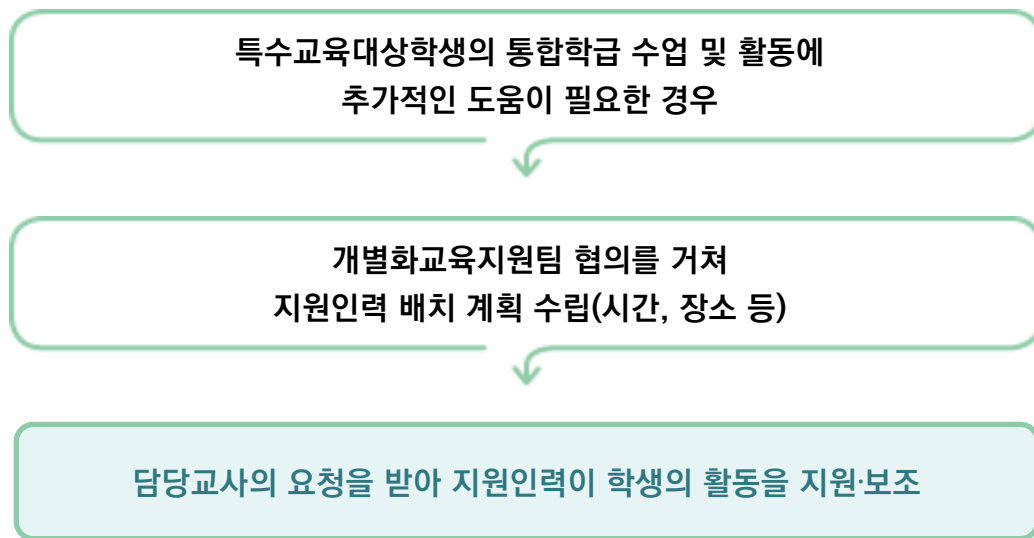 특수교육대상학생의 통합학급 수업 및 활동에
추가적인 도움이 필요한 경우
개별화교육지원팀 협의를 거쳐
지원인력 배치 계획 수립(시간, 장소 등)
담당교사의 요청을 받아 지원인력이 학생의 활동을 지원·보조